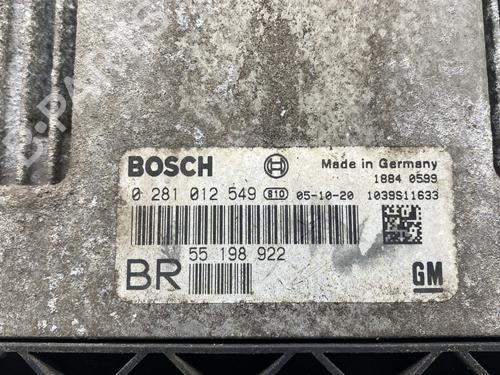 BOSCH
Made in Germany
1884 0599
0 281 012 549 810 05-10-20 1039S11633
55 198 922
BR
GM